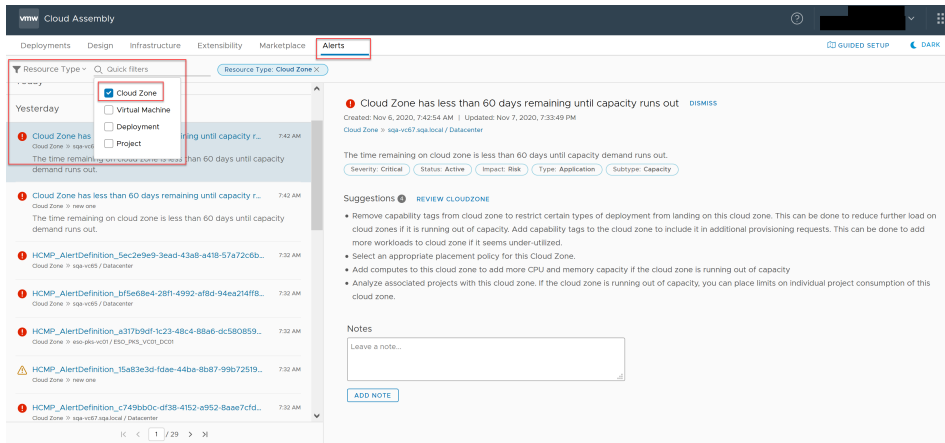 vmw Cloud Assembly
Deployments Design Infrastructure Extensibility Marketplace Alerts GUIDED SETUP DARK
Resource Type Quick filters Resource Type: Cloud Zone ×
Cloud Zone
Virtual Machine
Deployment
Project
Yesterday
Cloud Zone has remaining until capacity r... 7:42 AM
Cloud Zone »
The time remaining on cloud zone is less than 60 days until capacity
demand runs out.
Cloud Zone has less than 60 days remaining until capacity r... 7:42 AM
Cloud Zone » new one
The time remaining on cloud zone is less than 60 days until capacity
demand runs out.
HCMP_AlertDefinition_5ec2e9e9-3ead-43a8-a418-57a72c6b... 7:32 AM
Cloud Zone » sqa-vc65 / Datacenter
HCMP_AlertDefinition_bf5e68e4-28f1-4992-af8d-94ea214ff8... 7:32 AM
Cloud Zone » sqa-vc65 / Datacenter
HCMP_AlertDefinition_a317b9df-1c23-48c4-88a6-dc580859... 7:32 AM
Cloud Zone » eso-pks-vc01 / ESO_PKS_VC01_DC01
HCMP_AlertDefinition_15a83e3d-fdae-44ba-8b87-99b72519... 7:32 AM
Cloud Zone » new one
HCMP_AlertDefinition_c749bb0c-df38-4152-a952-8aae7cfd... 7:32 AM
Cloud Zone » sqa-vc67.sqa.local / Datacenter
1 / 29
Cloud Zone has less than 60 days remaining until capacity runs out DISMISS
Created: Nov 6, 2020, 7:42:54 AM | Updated: Nov 7, 2020, 7:33:49 PM
Cloud Zone » sqa-vc67.sqa.local / Datacenter
The time remaining on cloud zone is less than 60 days until capacity demand runs out.
Severity: Critical Status: Active Impact: Risk Type: Application Subtype: Capacity
Suggestions 4 REVIEW CLOUDZONE
• Remove capability tags from cloud zone to restrict certain types of deployment from landing on this cloud zone. This can be done to reduce further load on
cloud zones if it is running out of capacity. Add capability tags to the cloud zone to include it in additional provisioning requests. This can be done to add
more workloads to cloud zone if it seems under-utilized.
• Select an appropriate placement policy for this Cloud Zone.
• Add computes to this cloud zone to add more CPU and memory capacity if the cloud zone is running out of capacity
• Analyze associated projects with this cloud zone. If the cloud zone is running out of capacity, you can place limits on individual project consumption of this
cloud zone.
Notes
Leave a note...
ADD NOTE